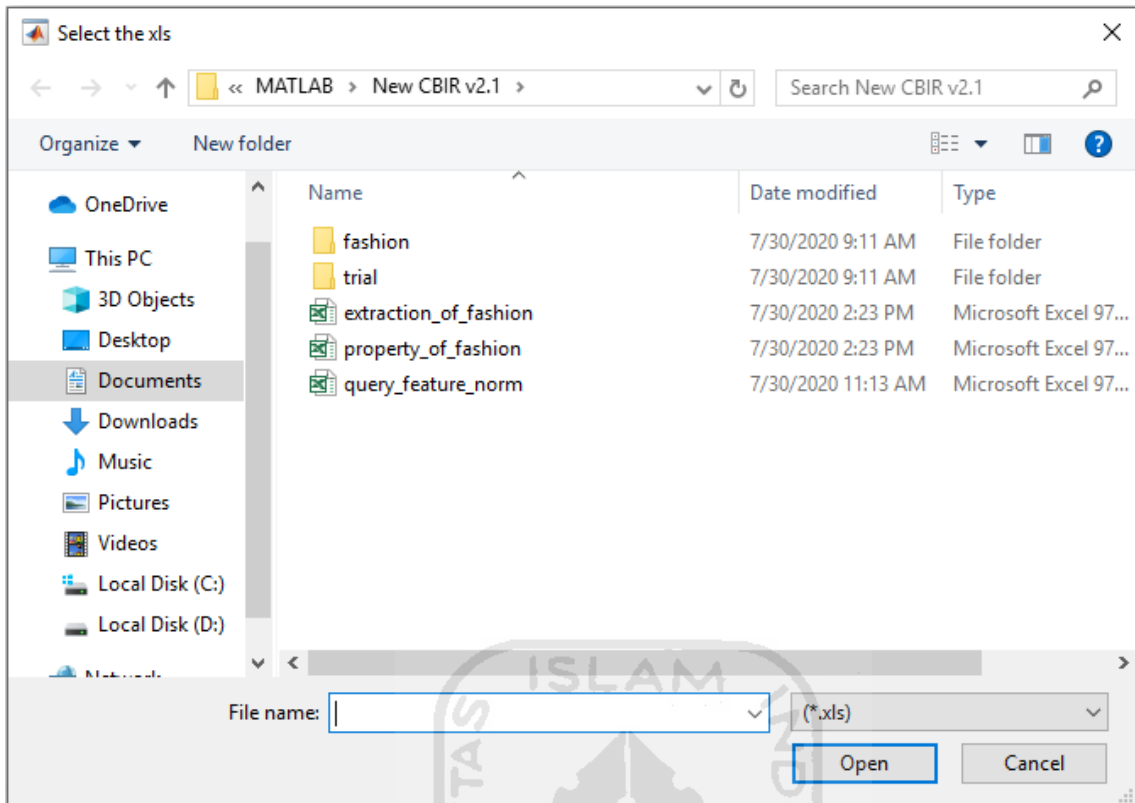 Select the xls
« MATLAB > New CBIR v2.1 >
Search New CBIR v2.1
Organize
New folder
Name Date modified Type
OneDrive
This PC
3D Objects
Desktop
Documents
Downloads
Music
Pictures
Videos
Local Disk (C:)
Local Disk (D:)
fashion 7/30/2020 9:11 AM File folder
trial 7/30/2020 9:11 AM File folder
extraction_of_fashion 7/30/2020 2:23 PM Microsoft Excel 97...
property_of_fashion 7/30/2020 2:23 PM Microsoft Excel 97...
query_feature_norm 7/30/2020 11:13 AM Microsoft Excel 97...
File name:
(*.xls)
Open
Cancel
ISLAM
TAS
IND